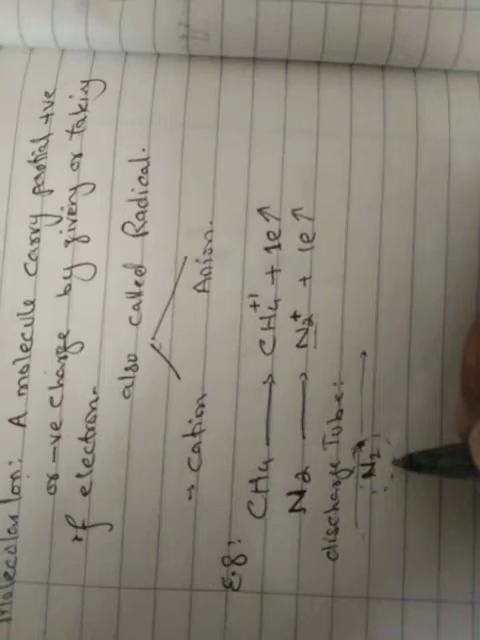 Molecular Ion: A molecule carry partial +ve
or -ve charge by giving or taking
of electron.
also called Radical.
→ cation Anion.
E.g:
CH4 ⟶ CH4+1 + 1e↑
N2 ⟶ N2+ + 1e↑
discharge Tube:
N2